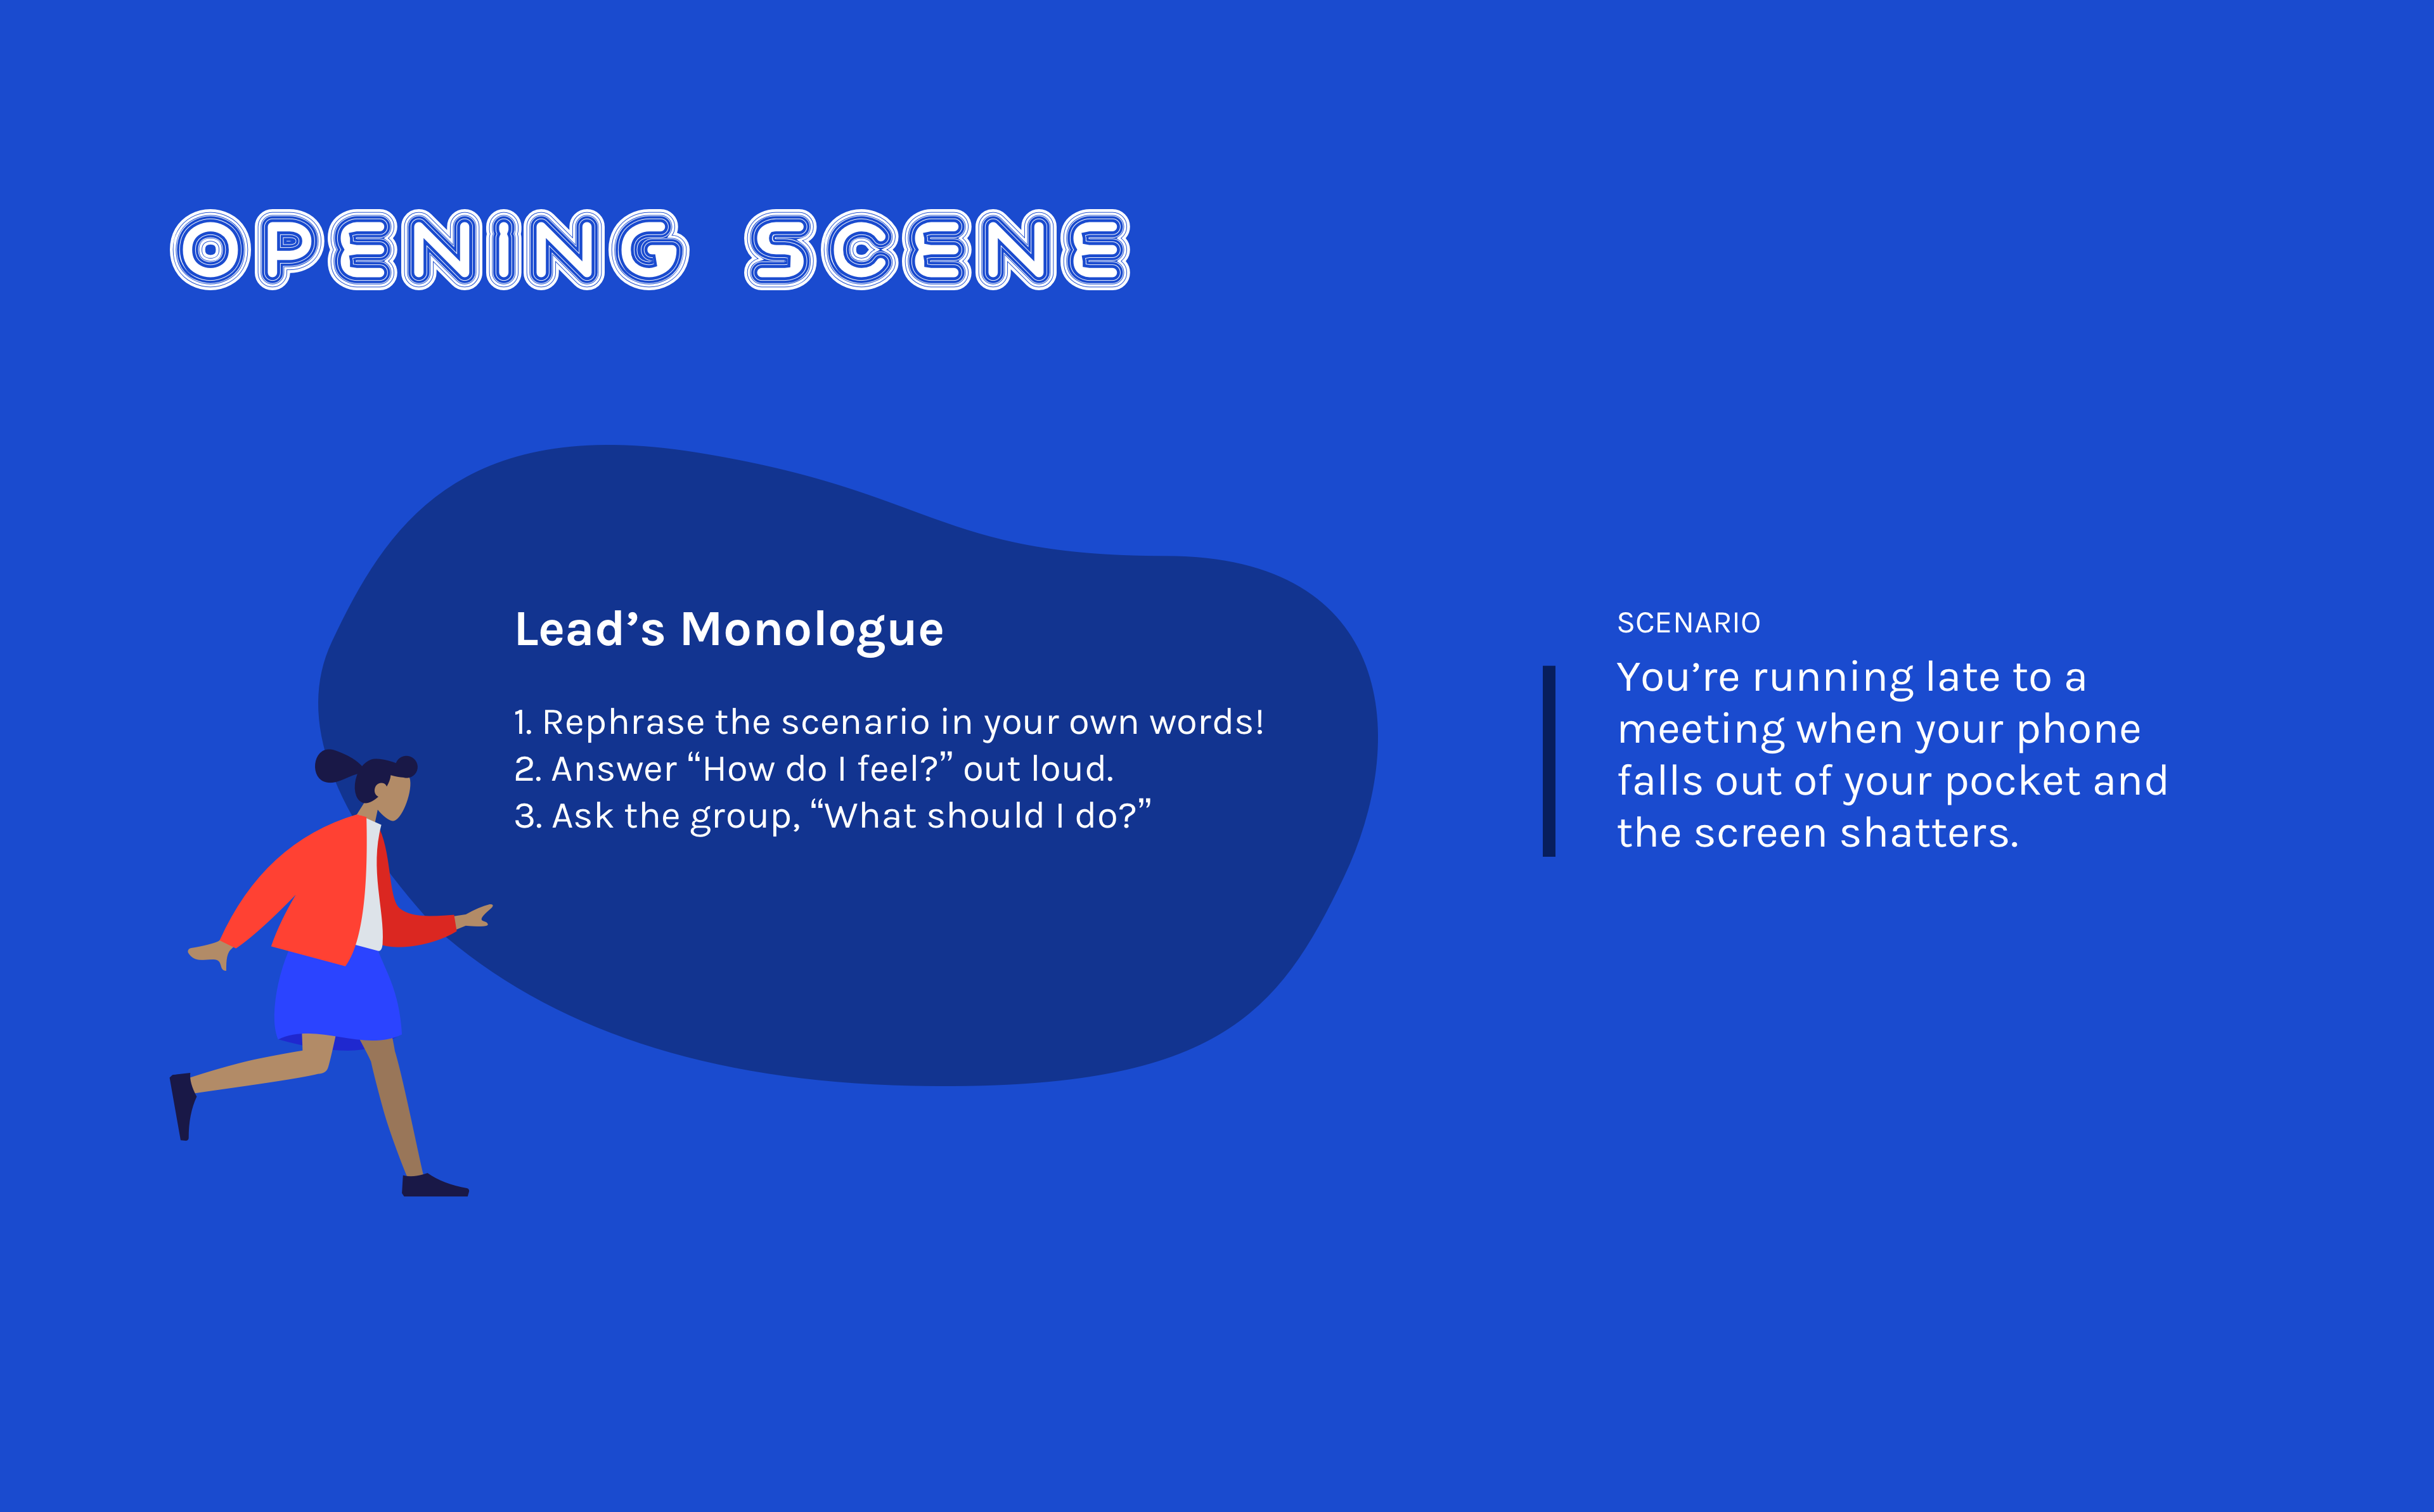 OPENING SCENE
Lead’s Monologue
1. Rephrase the scenario in your own words!
2. Answer “How do I feel?” out loud.
3. Ask the group, “What should I do?”
SCENARIO
You’re running late to a
meeting when your phone
falls out of your pocket and
the screen shatters.